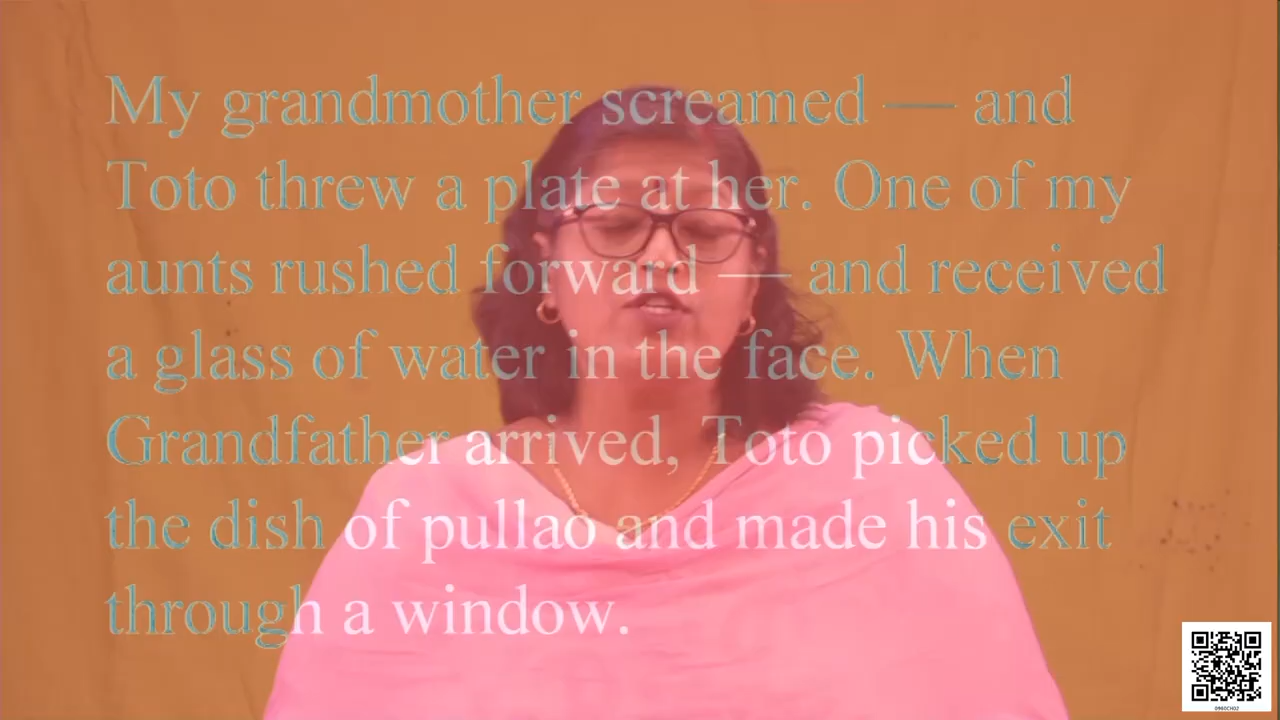 My grandmother screamed — and
Toto threw a plate at her. One of my
aunts rushed forward — and received
a glass of water in the face. When
Grandfather arrived, Toto picked up
the dish of pullao and made his exit
through a window.
0960CH02